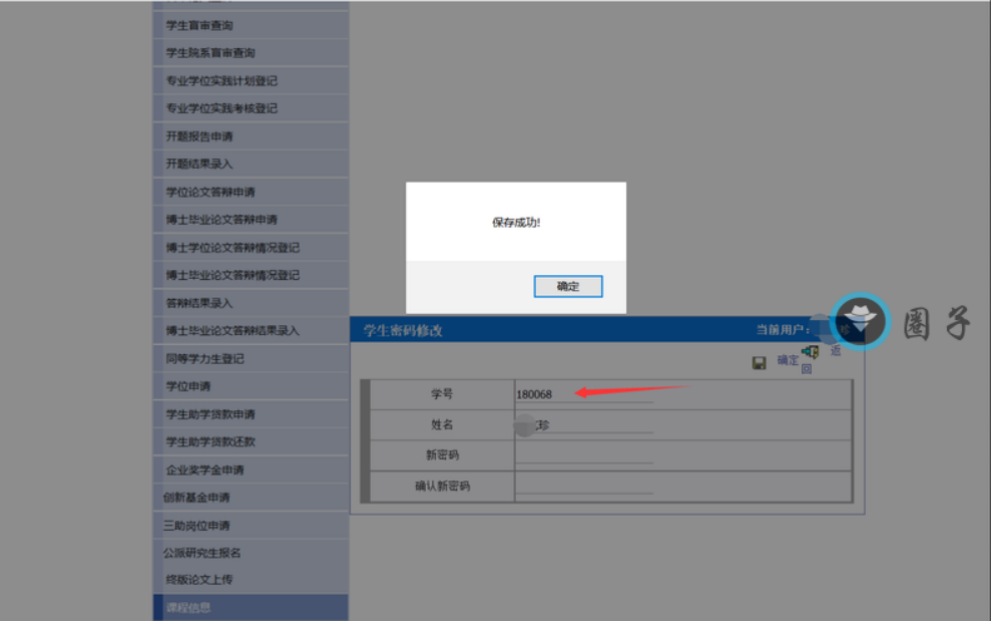 学生盲审查询
学生院系盲审查询
专业学位实践计划登记
专业学位实践考核登记
开题报告申请
开题结果录入
学位论文答辩申请
博士毕业论文答辩申请
博士学位论文答辩情况登记
博士毕业论文答辩情况登记
答辩结果录入
博士毕业论文答辩结果录入
同等学力生登记
学位申请
学生助学贷款申请
学生助学贷款还款
企业奖学金申请
创新基金申请
三助岗位申请
公派研究生报名
终版论文上传
课程信息
保存成功!
确定
学生密码修改 当前用户: 珍
圈子
确定 返回
学号 180068
姓名 珍
新密码
确认新密码